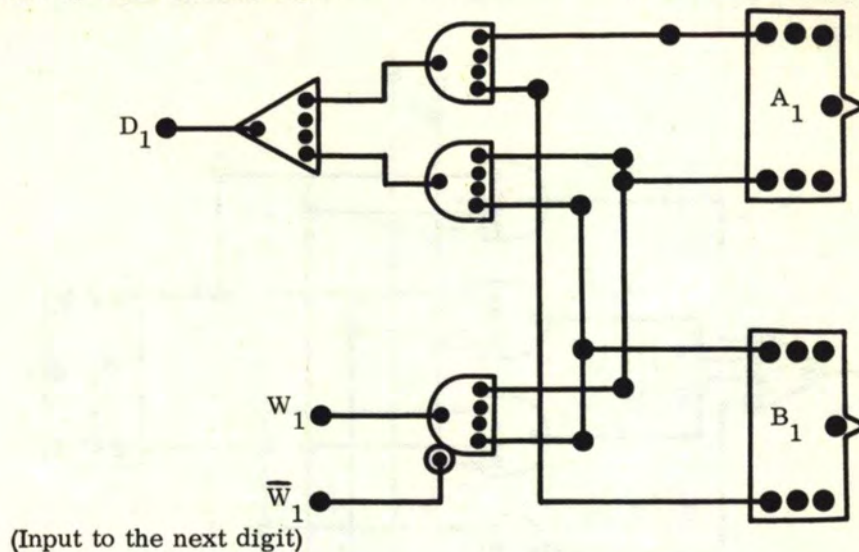 A₁
D₁
B₁
W₁
W̅₁
(Input to the next digit)